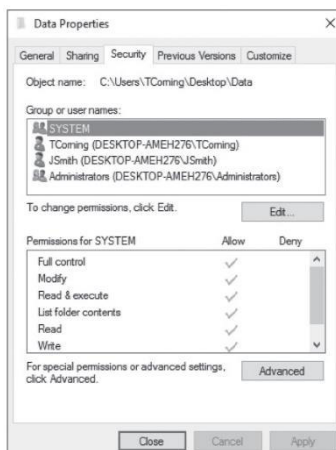 Data Properties
General Sharing Security Previous Versions Customize
Object name: C:\Users\TComing\Desktop\Data
Group or user names:
SYSTEM
TComing (DESKTOP-AMEH276\TComing)
JSmith (DESKTOP-AMEH276\JSmith)
Administrators (DESKTOP-AMEH276\Administrators)
To change permissions, click Edit.
Edit...
Permissions for SYSTEM Allow Deny
Full control
Modify
Read & execute
List folder contents
Read
Write
For special permissions or advanced settings,
click Advanced.
Advanced
Close Cancel Apply